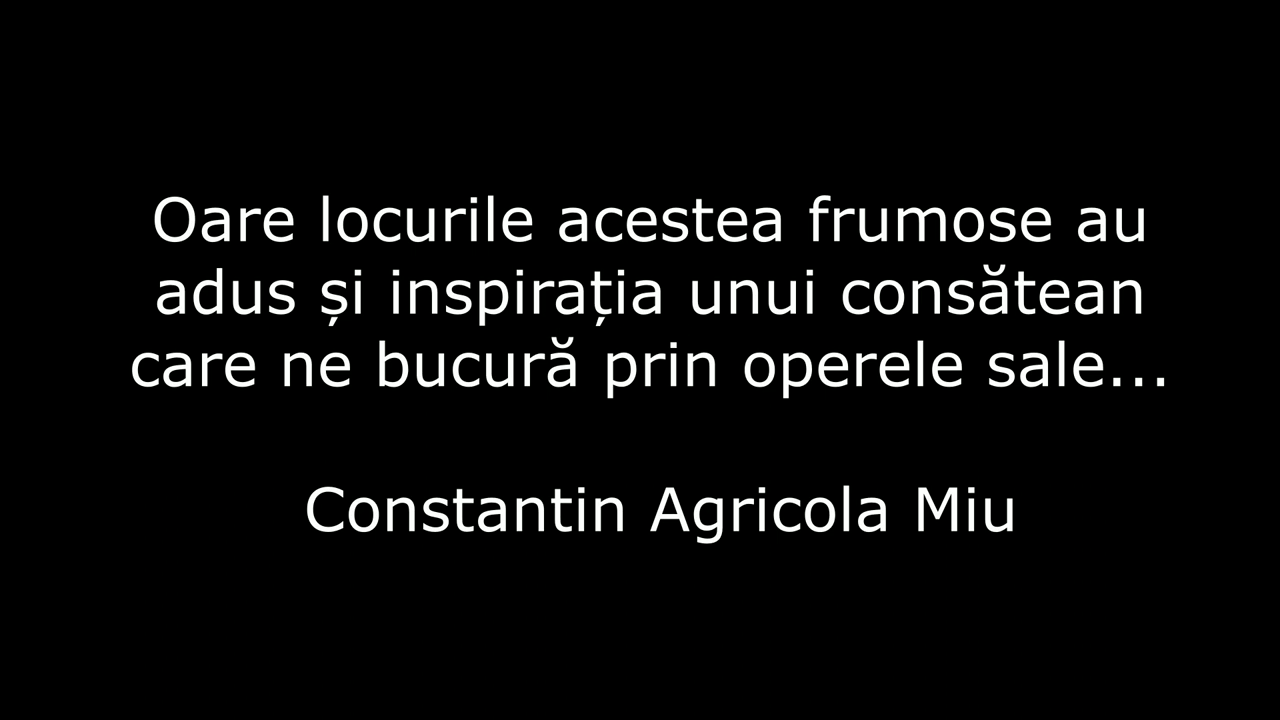 Oare locurile acestea frumose au
adus și inspirația unui consătean
care ne bucură prin operele sale...
Constantin Agricola Miu